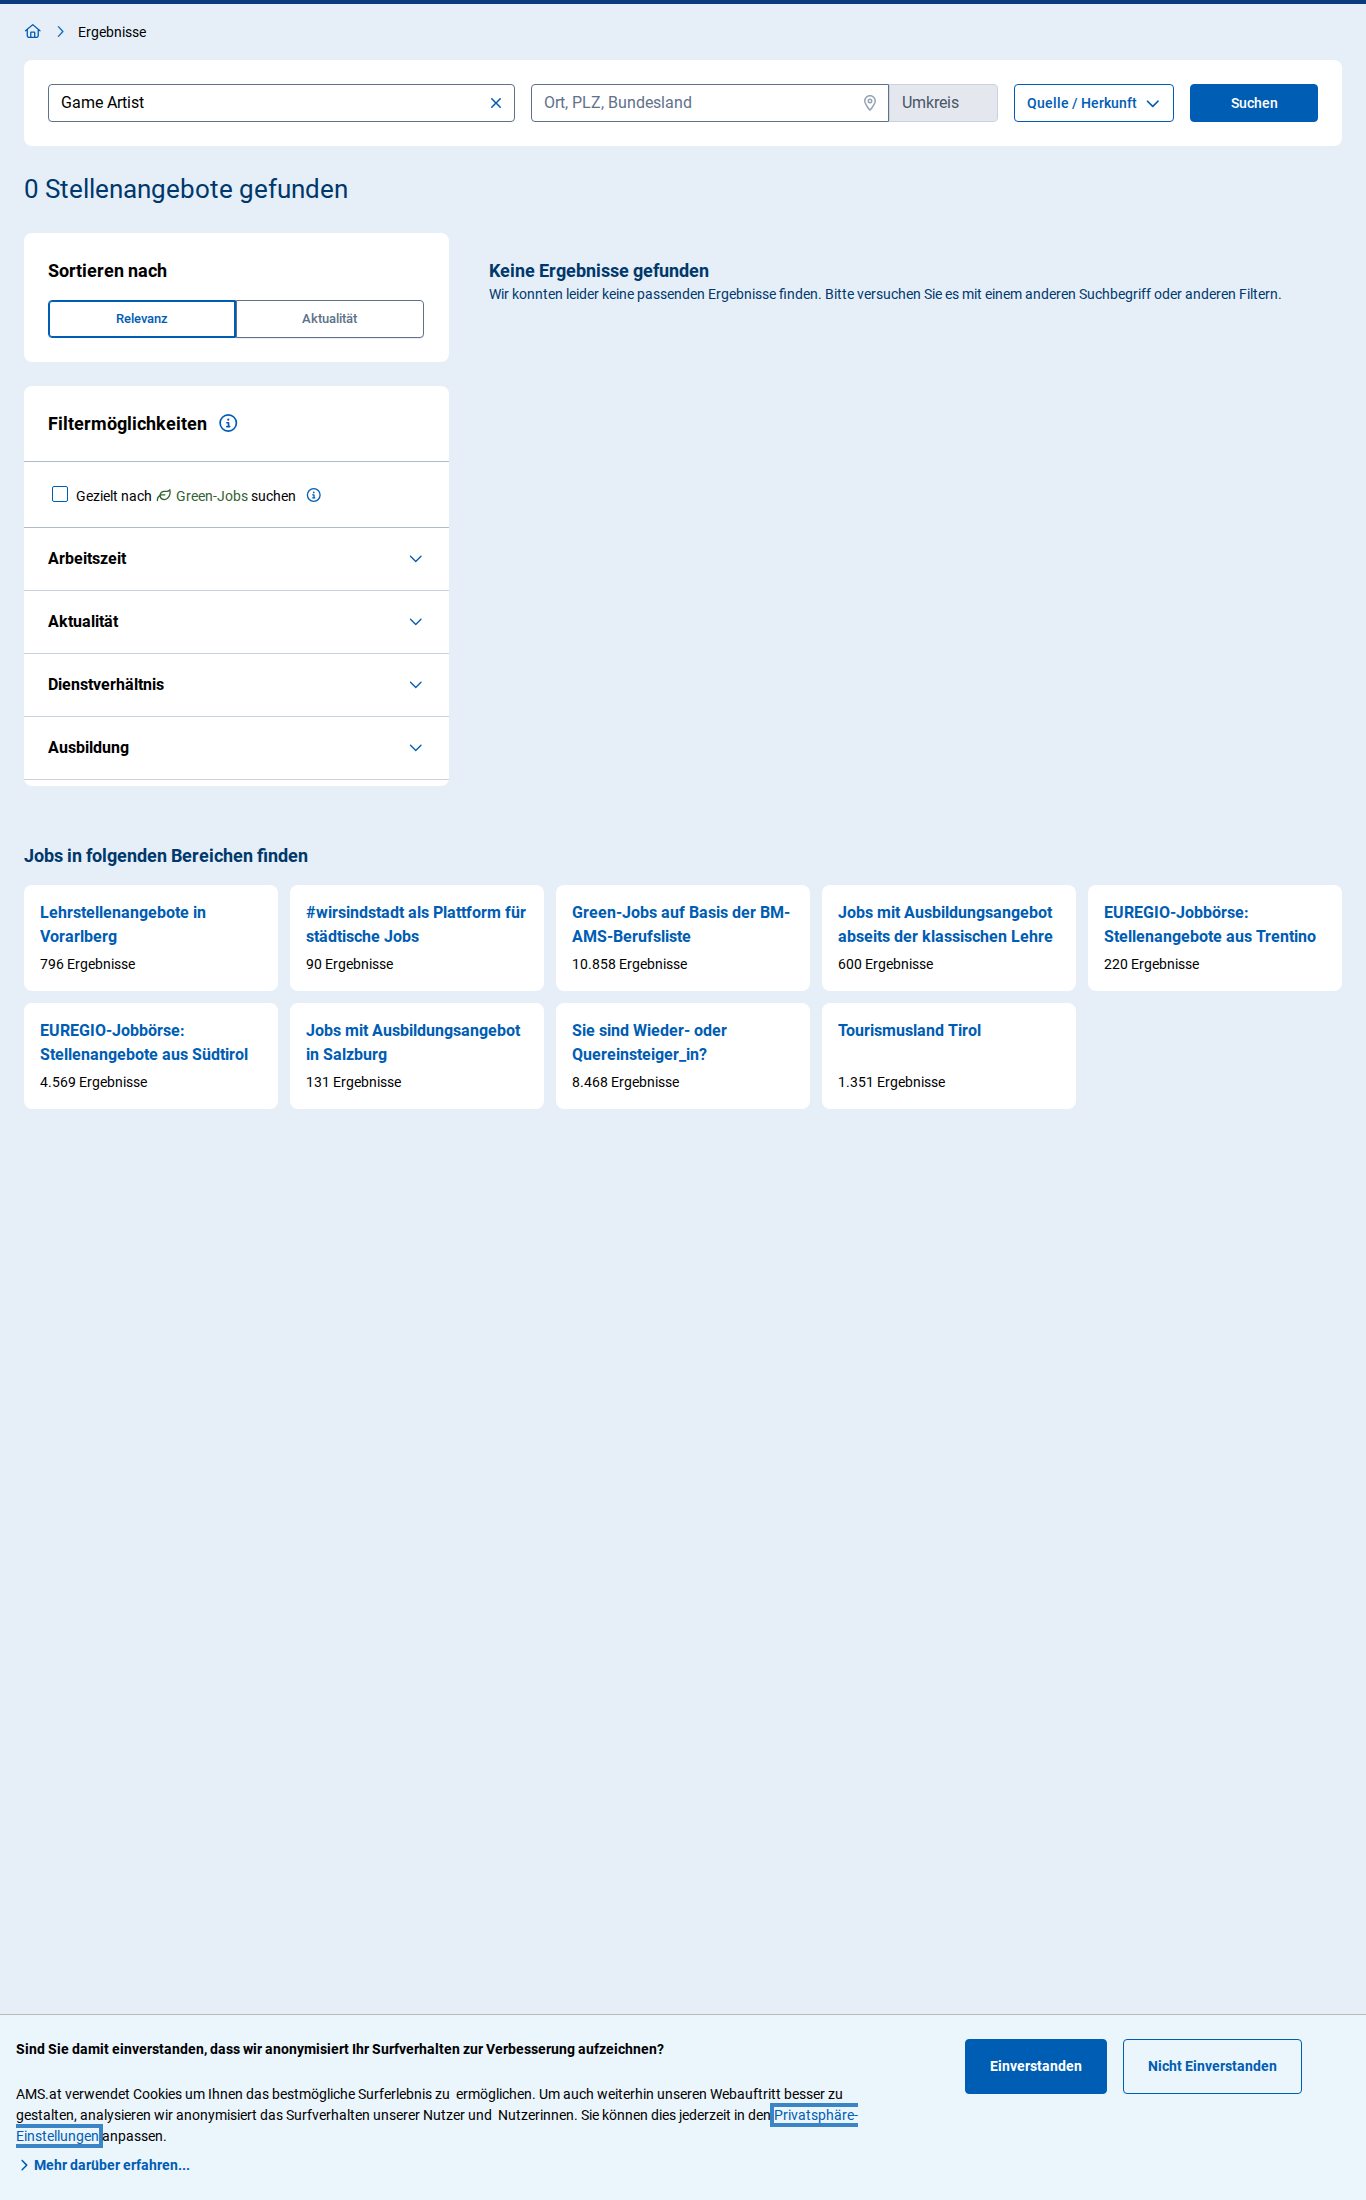 Ergebnisse
Game Artist
Ort, PLZ, Bundesland
Umkreis
Quelle / Herkunft
Suchen
0 Stellenangebote gefunden
Sortieren nach
Relevanz
Aktualität
Keine Ergebnisse gefunden
Wir konnten leider keine passenden Ergebnisse finden. Bitte versuchen Sie es mit einem anderen Suchbegriff oder anderen Filtern.
Filtermöglichkeiten
Gezielt nach Green-Jobs suchen
Arbeitszeit
Aktualität
Dienstverhältnis
Ausbildung
Jobs in folgenden Bereichen finden
Lehrstellenangebote in
Vorarlberg
796 Ergebnisse
#wirsindstadt als Plattform für
städtische Jobs
90 Ergebnisse
Green-Jobs auf Basis der BM-
AMS-Berufsliste
10.858 Ergebnisse
Jobs mit Ausbildungsangebot
abseits der klassischen Lehre
600 Ergebnisse
EUREGIO-Jobbörse:
Stellenangebote aus Trentino
220 Ergebnisse
EUREGIO-Jobbörse:
Stellenangebote aus Südtirol
4.569 Ergebnisse
Jobs mit Ausbildungsangebot
in Salzburg
131 Ergebnisse
Sie sind Wieder- oder
Quereinsteiger_in?
8.468 Ergebnisse
Tourismusland Tirol
1.351 Ergebnisse
Sind Sie damit einverstanden, dass wir anonymisiert Ihr Surfverhalten zur Verbesserung aufzeichnen?
AMS.at verwendet Cookies um Ihnen das bestmögliche Surferlebnis zu ermöglichen. Um auch weiterhin unseren Webauftritt besser zu
gestalten, analysieren wir anonymisiert das Surfverhalten unserer Nutzer und Nutzerinnen. Sie können dies jederzeit in den Privatsphäre-
Einstellungen anpassen.
Mehr darüber erfahren...
Einverstanden
Nicht Einverstanden